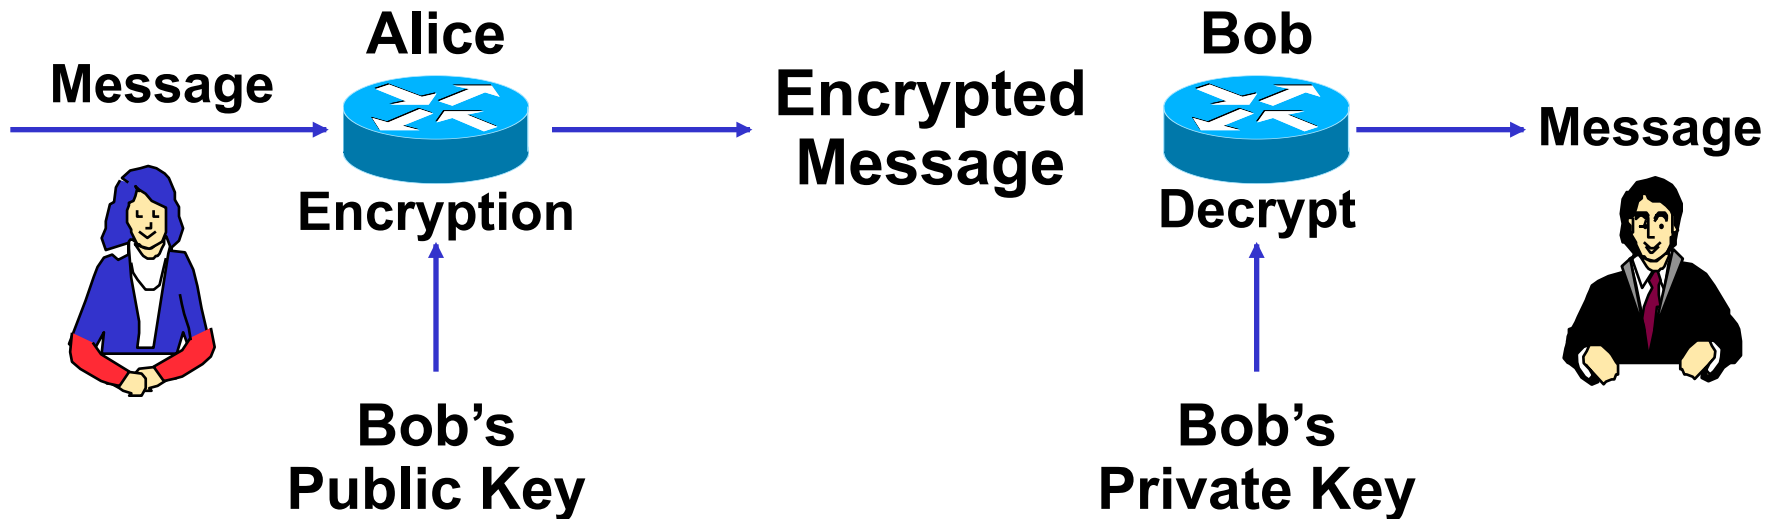 Alice
Message
Encryption
Bob’s
Public Key
Encrypted
Message
Bob
Decrypt
Bob’s
Private Key
Message